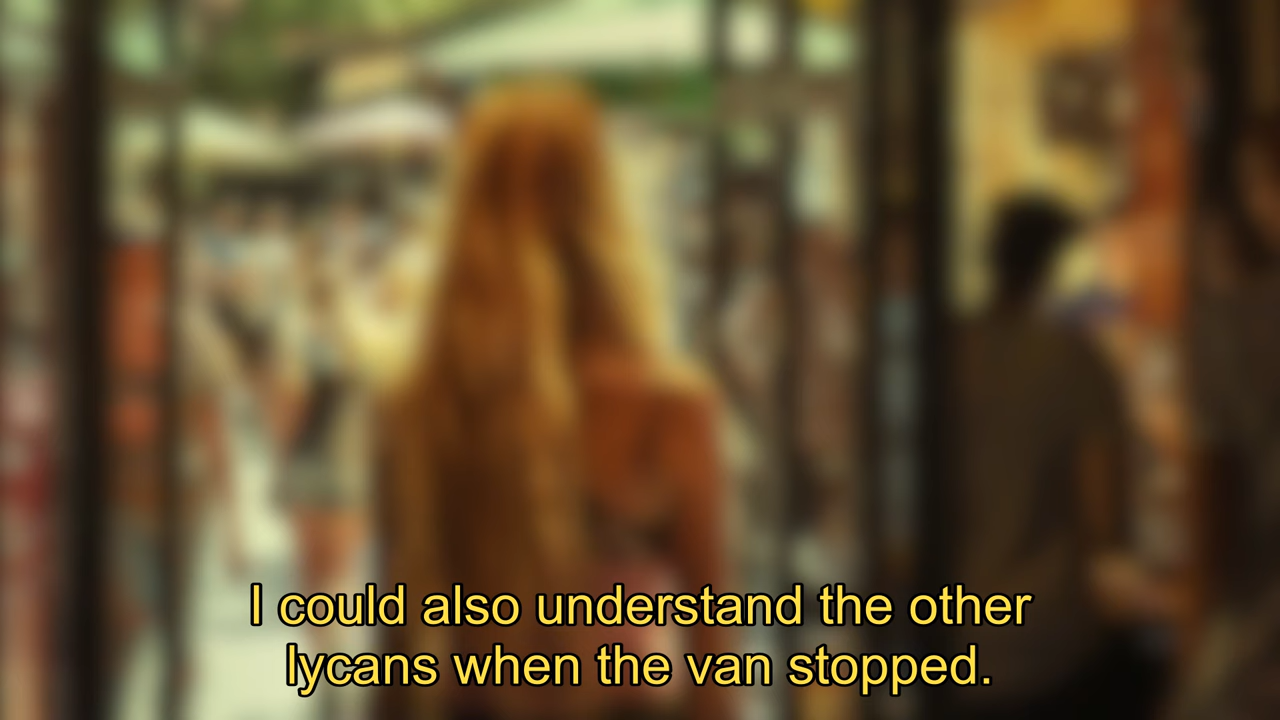 I could also understand the other
lycans when the van stopped.